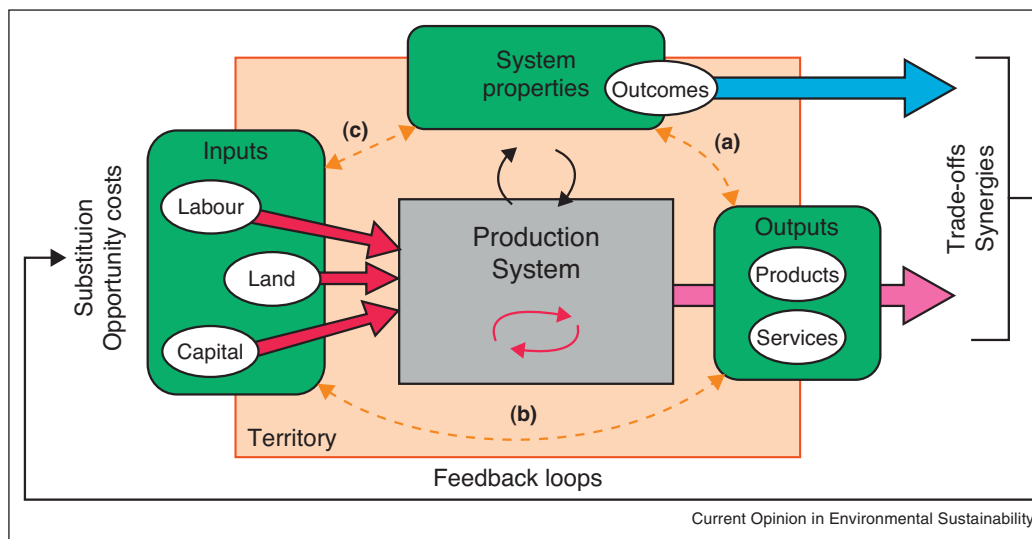 System
properties
Outcomes
(c)
(a)
Inputs
Labour
Land
Capital
Production
System
Outputs
Products
Services
(b)
Territory
Feedback loops
Substituion
Opportunity costs
Trade-offs
Synergies
Current Opinion in Environmental Sustainability